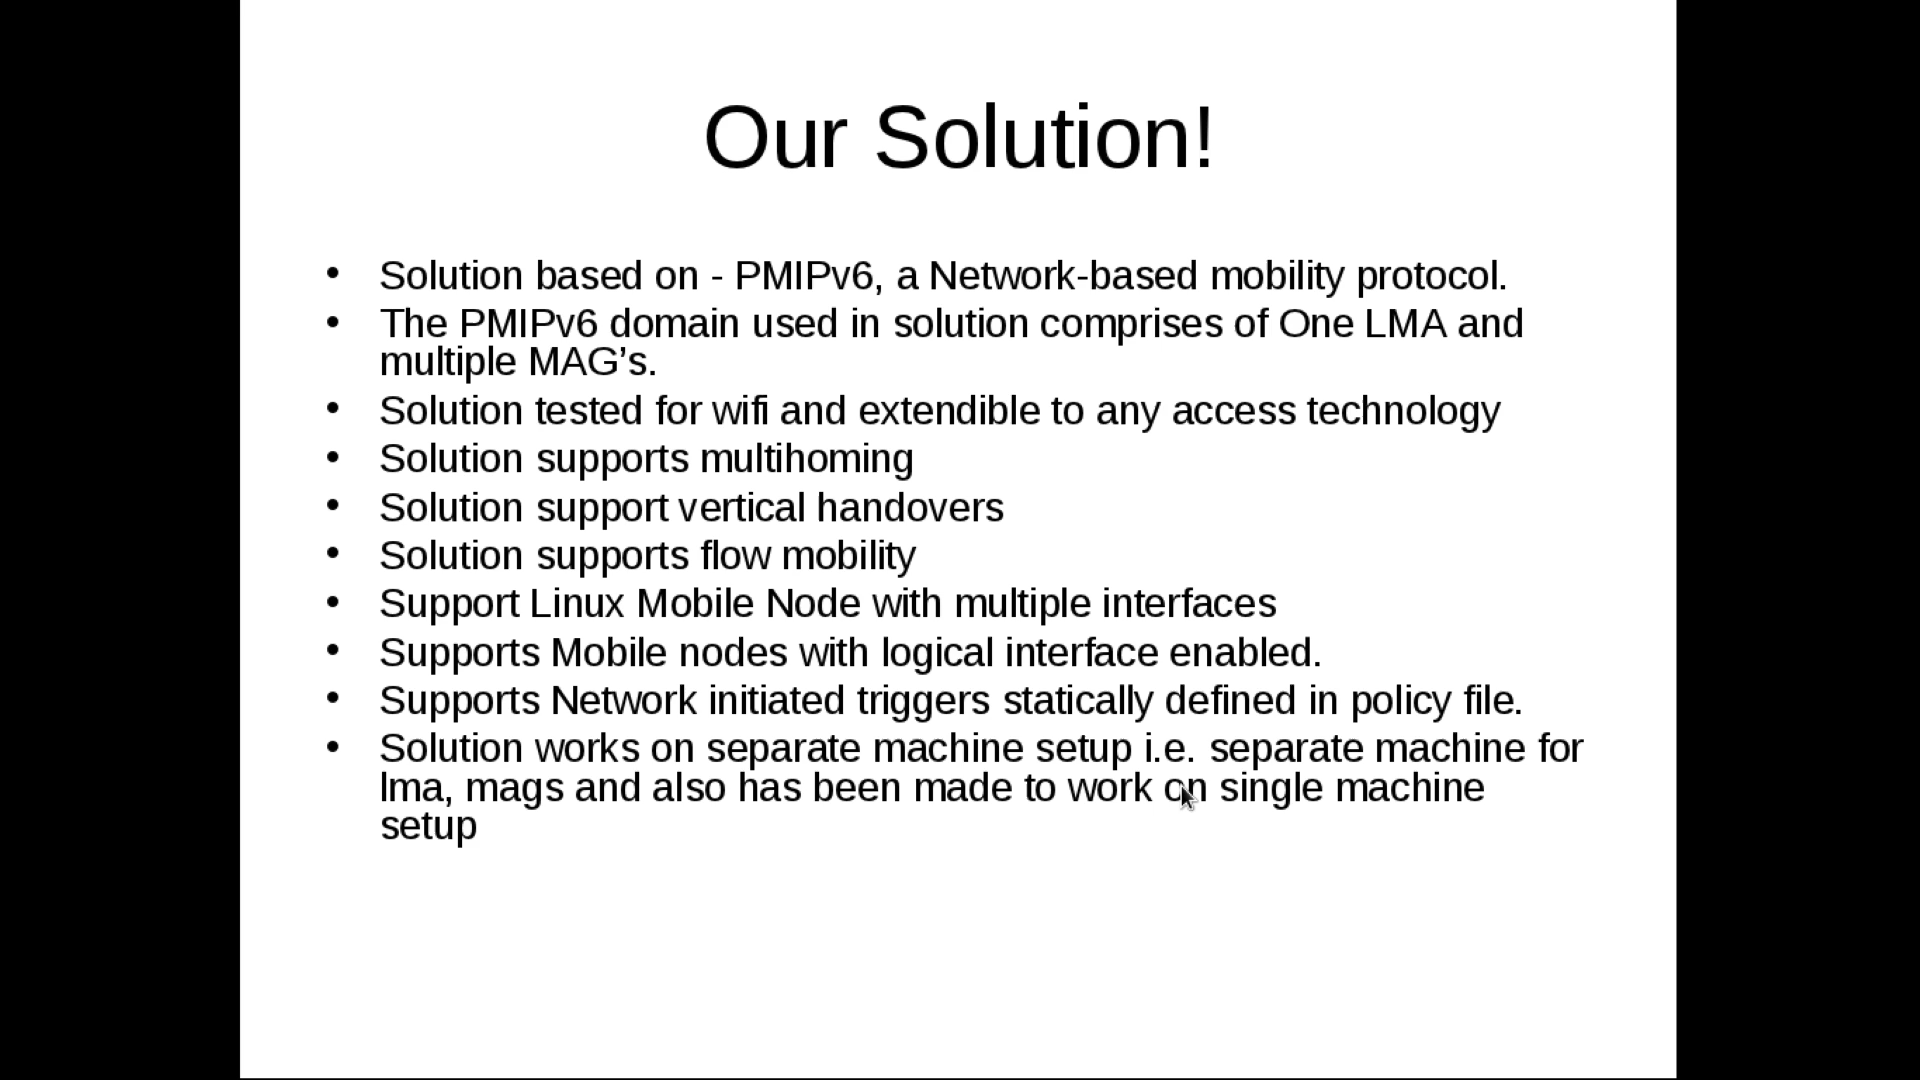 Our Solution!
• Solution based on - PMIPv6, a Network-based mobility protocol.
• The PMIPv6 domain used in solution comprises of One LMA and
multiple MAG’s.
• Solution tested for wifi and extendible to any access technology
• Solution supports multihoming
• Solution support vertical handovers
• Solution supports flow mobility
• Support Linux Mobile Node with multiple interfaces
• Supports Mobile nodes with logical interface enabled.
• Supports Network initiated triggers statically defined in policy file.
• Solution works on separate machine setup i.e. separate machine for
lma, mags and also has been made to work on single machine
setup